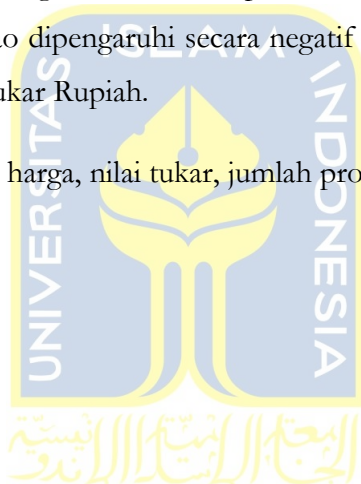 dipengaruhi secara negatif
ukar Rupiah.
harga, nilai tukar, jumlah pro
UNIVERSITAS
ISLAM
INDONESIA